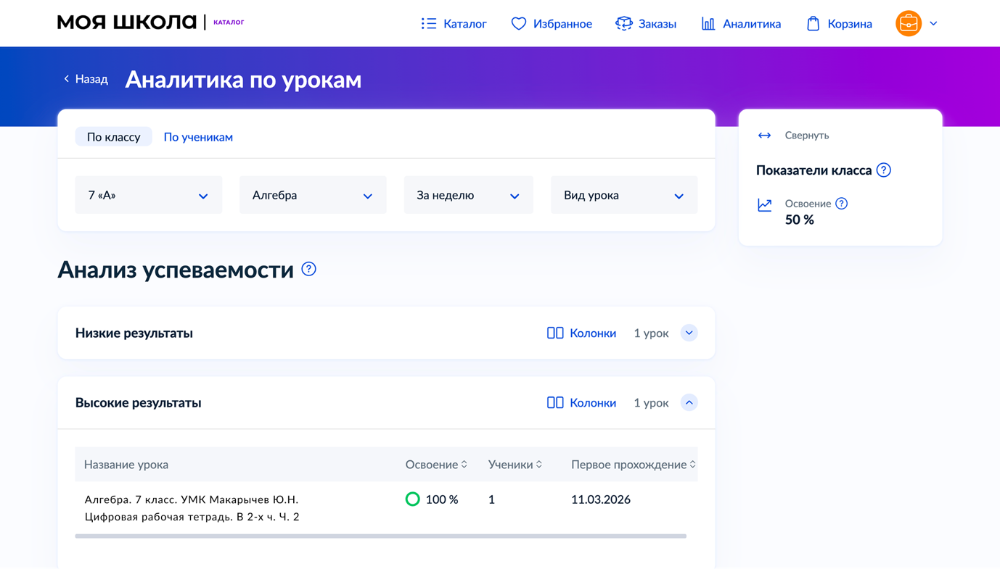 МОЯ ШКОЛА КАТАЛОГ
Каталог Избранное Заказы Аналитика Корзина
Назад Аналитика по урокам
По классу По ученикам
7 «А» Алгебра За неделю Вид урока
Свернуть
Показатели класса ?
Освоение ?
50 %
Анализ успеваемости ?
Низкие результаты Колонки 1 урок
Высокие результаты Колонки 1 урок
Название урока Освоение Ученики Первое прохождение
Алгебра. 7 класс. УМК Макарычев Ю.Н. 100 % 1 11.03.2026
Цифровая рабочая тетрадь. В 2-х ч. Ч. 2